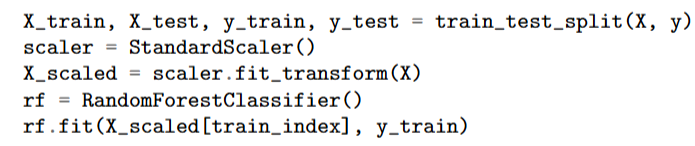 X_train, X_test, y_train, y_test = train_test_split(X, y)
scaler = StandardScaler()
X_scaled = scaler.fit_transform(X)
rf = RandomForestClassifier()
rf.fit(X_scaled[train_index], y_train)